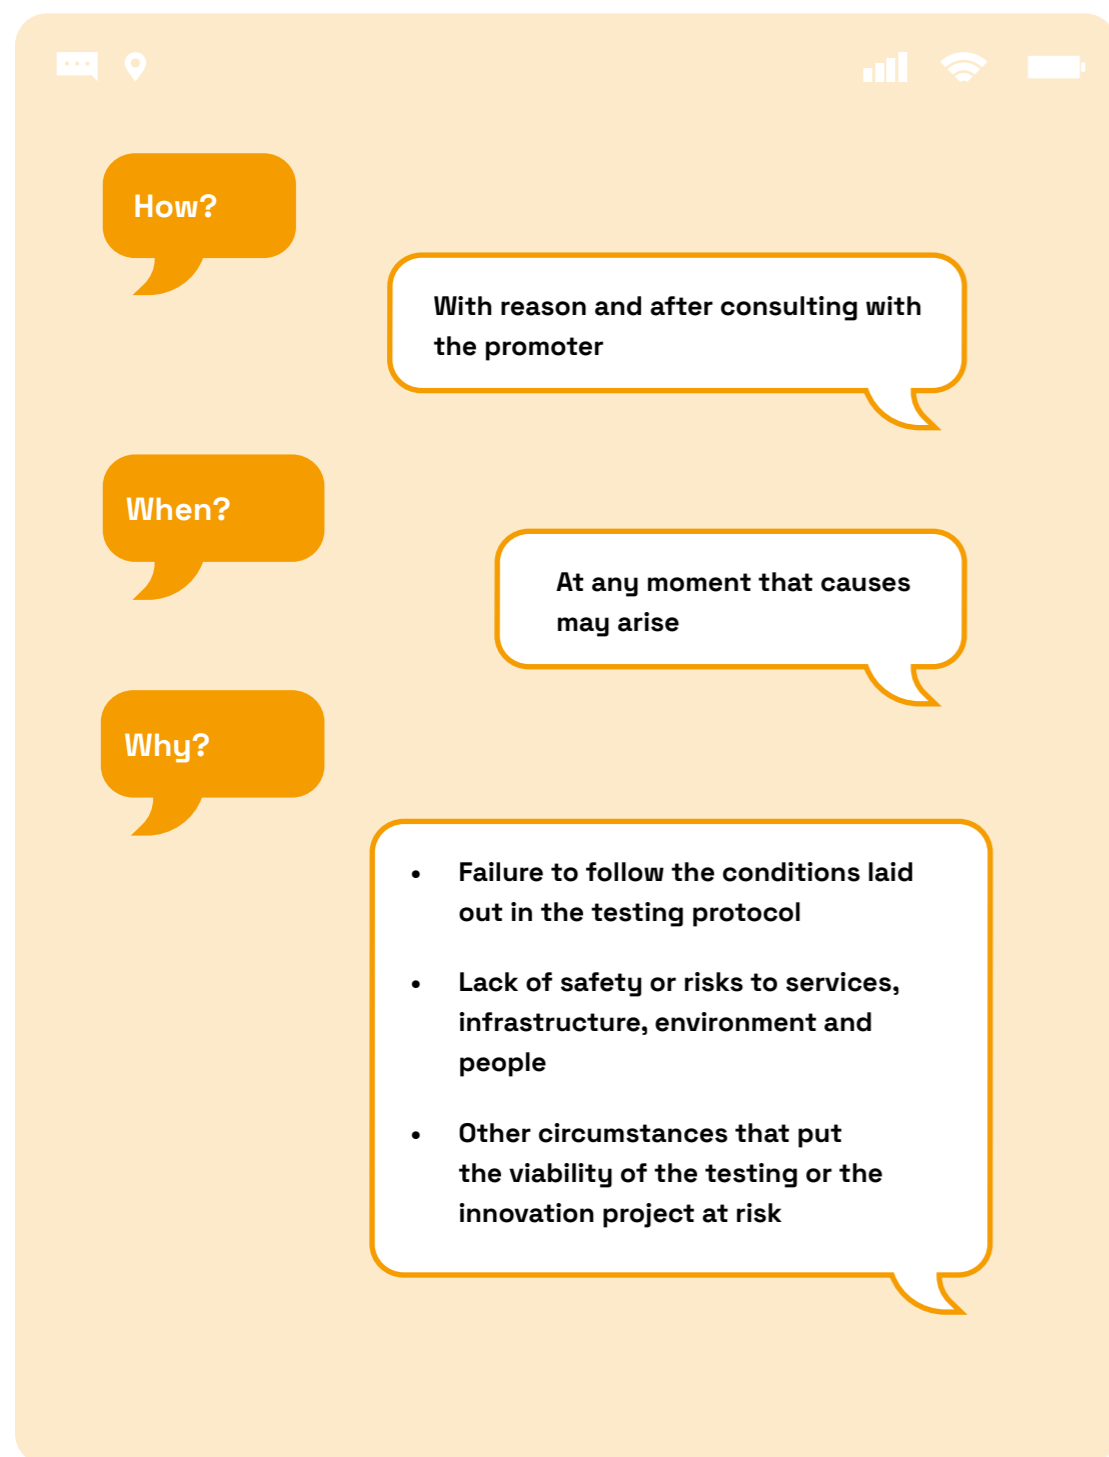 How?
With reason and after consulting with
the promoter
When?
At any moment that causes
may arise
Why?
• Failure to follow the conditions laid
out in the testing protocol
• Lack of safety or risks to services,
infrastructure, environment and
people
• Other circumstances that put
the viability of the testing or the
innovation project at risk